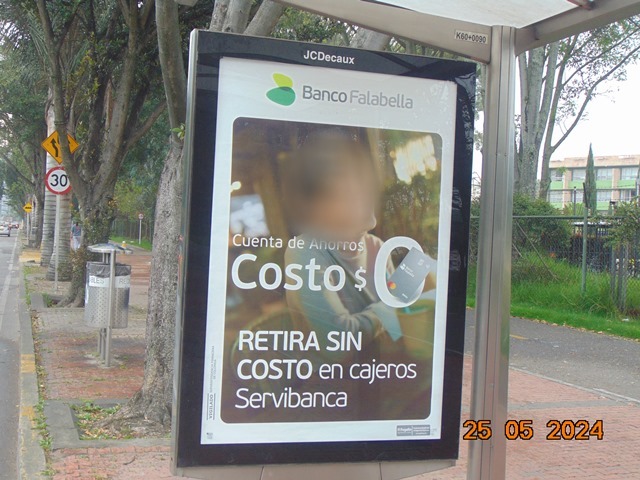 K60+0090
JCDecaux
Banco Falabella
30
Cuenta de Ahorros
Costo $0
RETIRA SIN
COSTO en cajeros
Servibanca
VIGILADO
25 05 2024